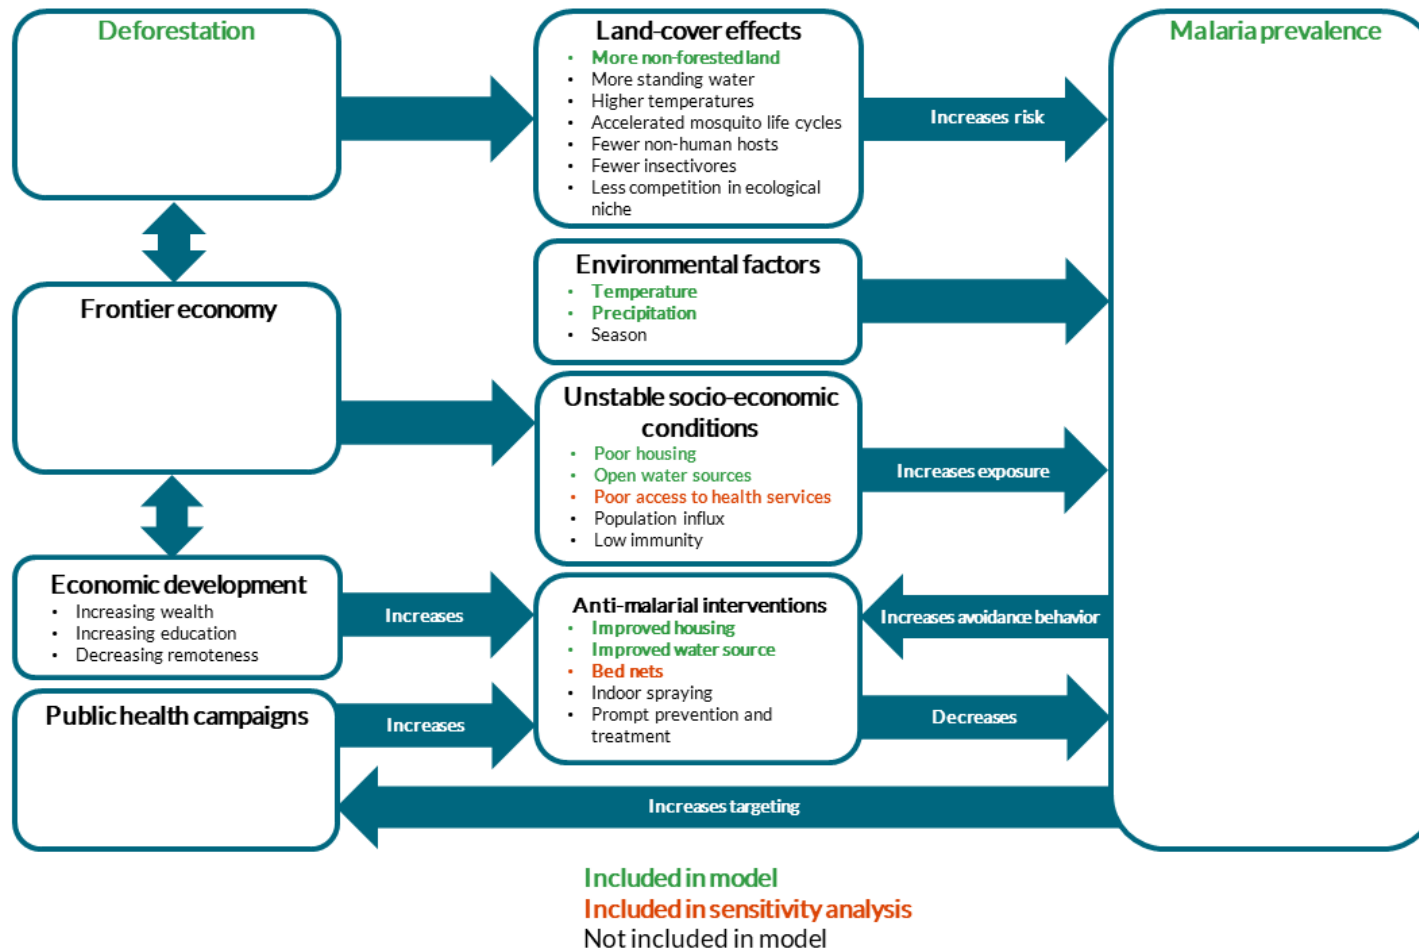 Deforestation
Land-cover effects
• More non-forested land
• More standing water
• Higher temperatures
• Accelerated mosquito life cycles
• Fewer non-human hosts
• Fewer insectivores
• Less competition in ecological
niche
Increases risk
Malaria prevalence
Environmental factors
• Temperature
• Precipitation
• Season
Frontier economy
Unstable socio-economic
conditions
• Poor housing
• Open water sources
• Poor access to health services
• Population influx
• Low immunity
Increases exposure
Economic development
• Increasing wealth
• Increasing education
• Decreasing remoteness
Increases
Anti-malarial interventions
• Improved housing
• Improved water source
• Bed nets
• Indoor spraying
• Prompt prevention and
treatment
Increases avoidance behavior
Public health campaigns
Increases
Decreases
Increases targeting
Included in model
Included in sensitivity analysis
Not included in model